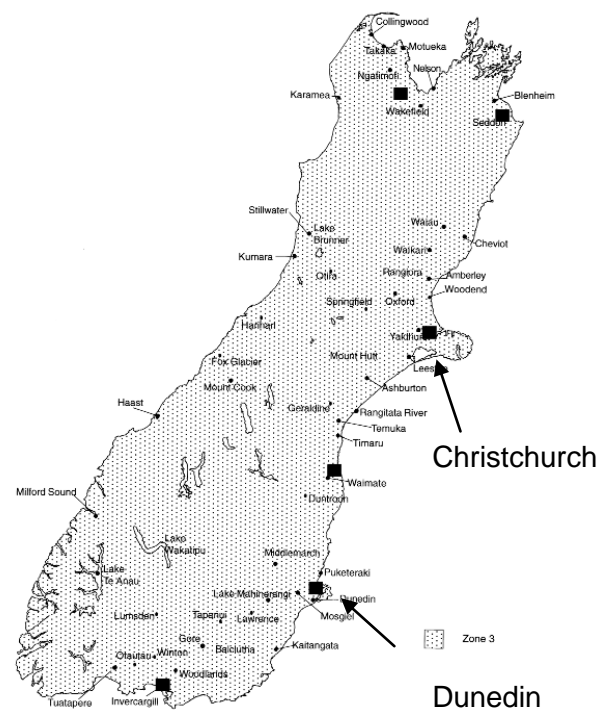 Collingwood
Takaka
Motueka
Ngatimoti
Nelson
Karamea
Blenheim
Wakefield
Seddon
Stillwater
Lake
Brunner
Waiau
Cheviot
Kumara
Waikari
Otira
Rangiora
Amberley
Springfield
Oxford
Woodend
Harihari
Fox Glacier
Mount Hutt
Mount Cook
Ashburton
Haast
Geraldine
Rangitata River
Temuka
Timaru
Christchurch
Waimate
Milford Sound
Duntroon
Lake
Wakatipu
Middlemarch
Lake
Te Anau
Puketeraki
Lake Mahinerangi
Dunedin
Lumsden
Tapanui
Lawrence
Mosgiel
Zone 3
Gore
Balclutha
Kaitangata
Otautau
Winton
Woodlands
Tuatapere
Invercargill
Dunedin